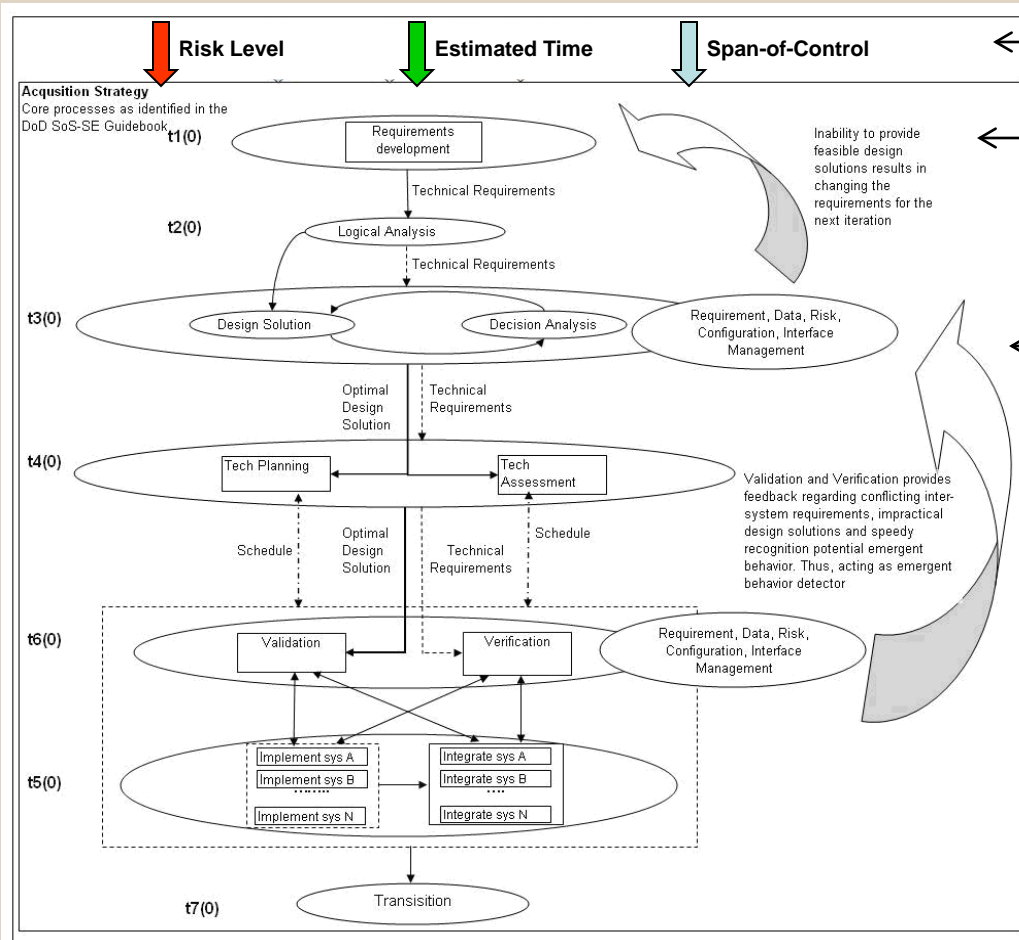 Risk Level
Estimated Time
Span-of-Control
Acqusition Strategy
Core processes as identified in the
DoD SoS-SE Guidebook
t1(0)
Requirements
development
Inability to provide
feasible design
solutions results in
changing the
requirements for the
next iteration
Technical Requirements
t2(0)
Logical Analysis
Technical Requirements
t3(0)
Design Solution
Decision Analysis
Requirement, Data, Risk,
Configuration, Interface
Management
Optimal
Design
Solution
Technical
Requirements
t4(0)
Tech Planning
Tech
Assessment
Validation and Verification provides
feedback regarding conflicting inter-
system requirements, impractical
design solutions and speedy
recognition potential emergent
behavior. Thus, acting as emergent
behavior detector
Schedule
Optimal
Design
Solution
Technical
Requirements
Schedule
t6(0)
Validation
Verification
Requirement, Data, Risk,
Configuration, Interface
Management
t5(0)
Implement sys A
Implement sys B
........
Implement sys N
Integrate sys A
Integrate sys B
....
Integrate sys N
Transisition
t7(0)